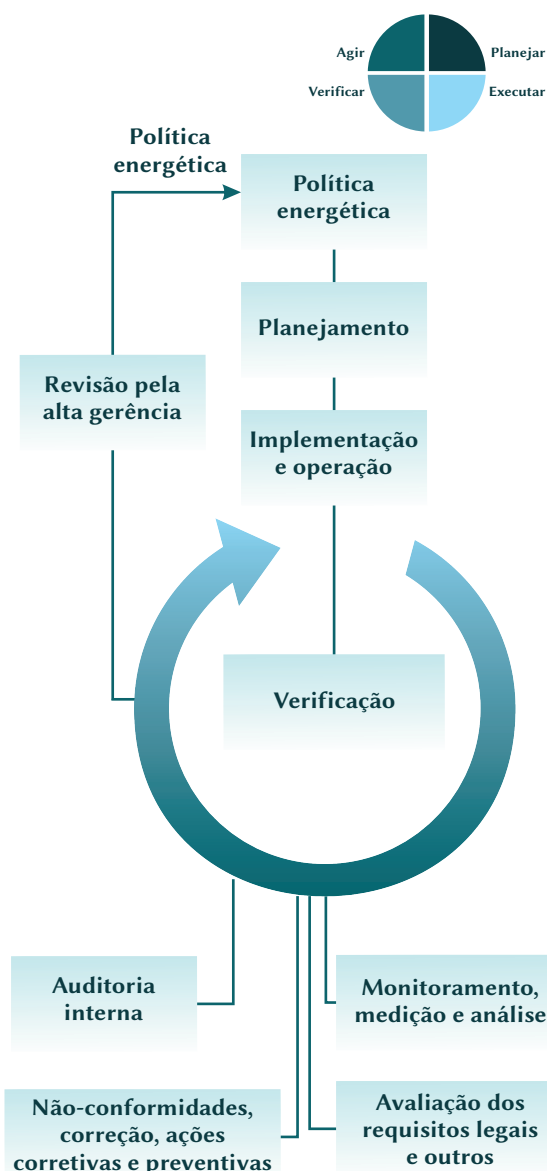 Agir
Planejar
Verificar
Executar
Política
energética
Política
energética
Planejamento
Revisão pela
alta gerência
Implementação
e operação
Verificação
Auditoria
interna
Monitoramento,
medição e análise
Não-conformidades,
correção, ações
corretivas e preventivas
Avaliação dos
requisitos legais
e outros